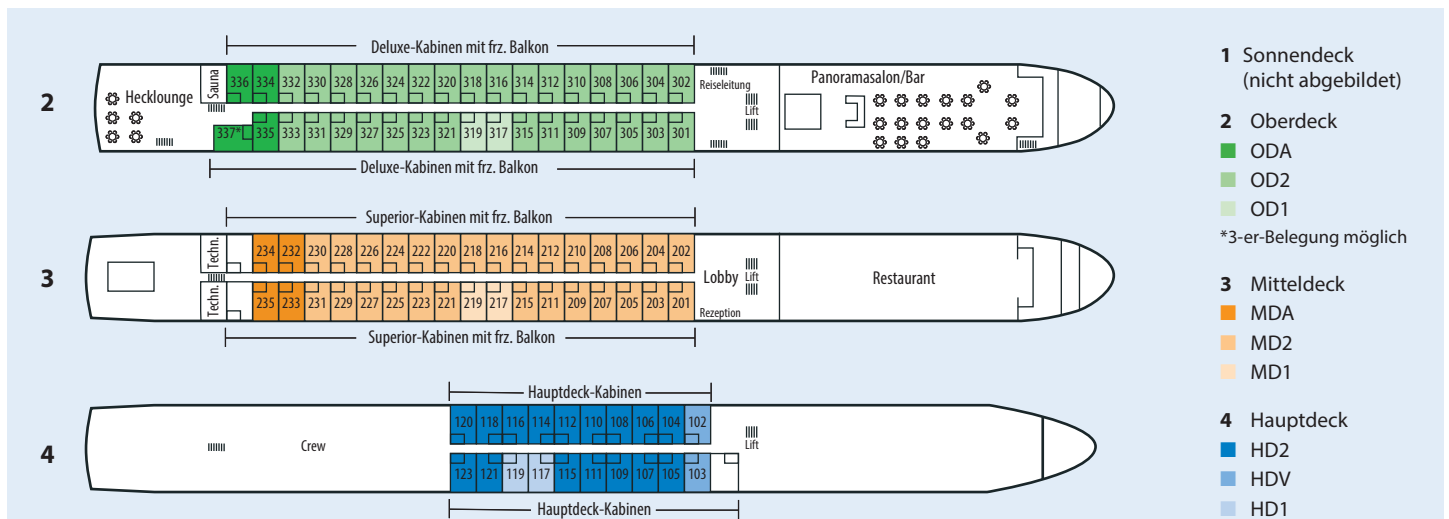 Deluxe-Kabinen mit frz. Balkon
2
Hecklounge
Sauna
336 334 332 330 328 326 324 322 320 318 316 314 312 310 308 306 304 302
Reiseleitung
Lift
Panoramasalon/Bar
337* 335 333 331 329 327 325 323 321 319 317 315 311 309 307 305 303 301
Deluxe-Kabinen mit frz. Balkon
Superior-Kabinen mit frz. Balkon
3
Techn.
234 232 230 228 226 224 222 220 218 216 214 212 210 208 206 204 202
Lobby
Lift
Restaurant
Techn.
235 233 231 229 227 225 223 221 219 217 215 211 209 207 205 203 201
Rezeption
Superior-Kabinen mit frz. Balkon
Hauptdeck-Kabinen
4
Crew
120 118 116 114 112 110 108 106 104 102
Lift
123 121 119 117 115 111 109 107 105 103
Hauptdeck-Kabinen
1 Sonnendeck
(nicht abgebildet)
2 Oberdeck
ODA
OD2
OD1
*3-er-Belegung möglich
3 Mitteldeck
MDA
MD2
MD1
4 Hauptdeck
HD2
HDV
HD1